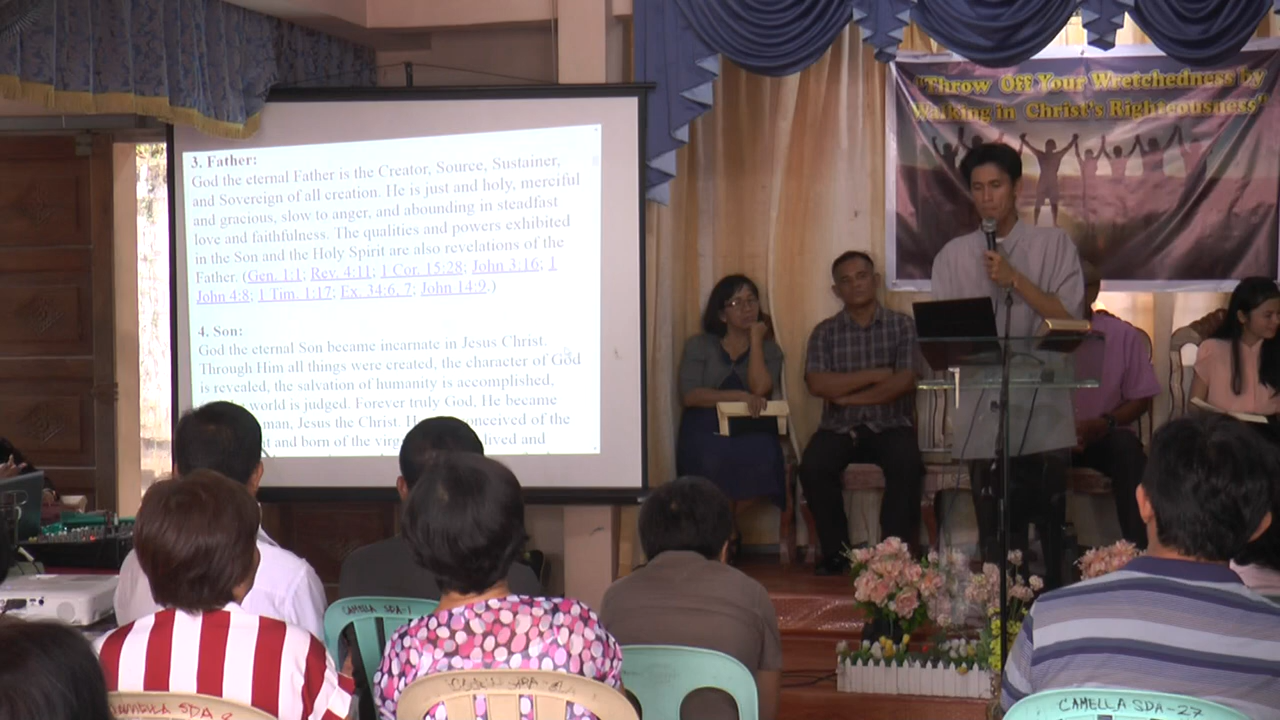 3. Father:
God the eternal Father is the Creator, Source, Sustainer,
and Sovereign of all creation. He is just and holy, merciful
and gracious, slow to anger, and abounding in steadfast
love and faithfulness. The qualities and powers exhibited
in the Son and the Holy Spirit are also revelations of the
Father. (Gen. 1:1; Rev. 4:11; 1 Cor. 15:28; John 3:16; 1
John 4:8; 1 Tim. 1:17; Ex. 34:6, 7; John 14:9.)
4. Son:
God the eternal Son became incarnate in Jesus Christ.
Through Him all things were created, the character of God
is revealed, the salvation of humanity is accomplished,
world is judged. Forever truly God, He became
man, Jesus the Christ. conceived of the
and born of the lived and
"Throw Off Your Wretchedness by
Walking in Christ's Righteousness"
CAMELLA SDA-1
SDA
CAMELLA SDA-27